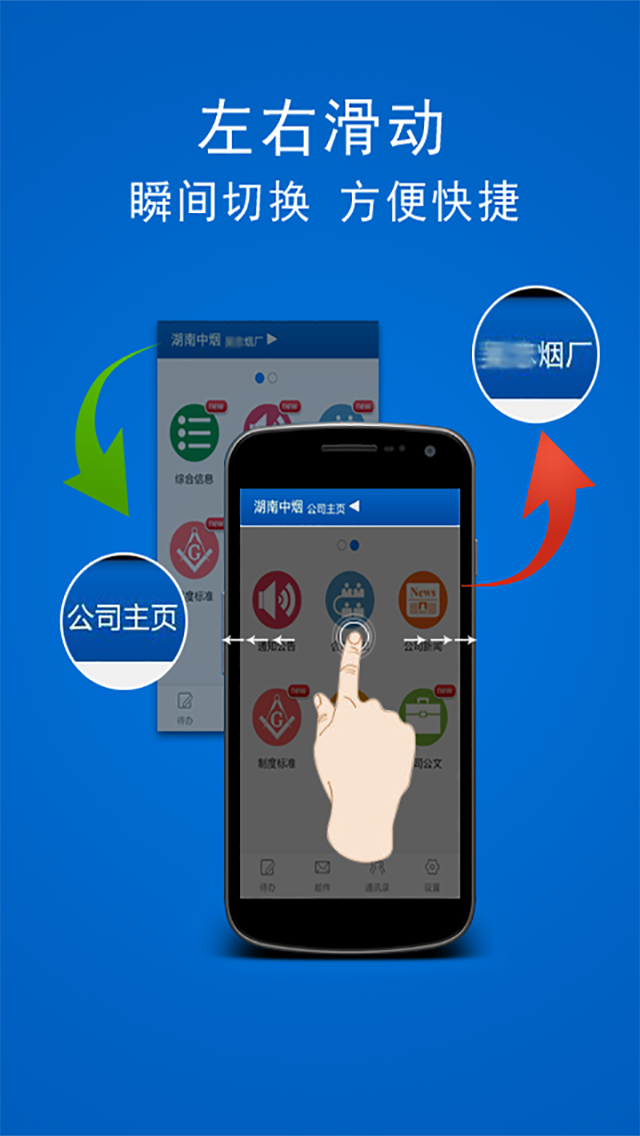 左右滑动
瞬间切换 方便快捷
湖南中烟 烟厂
烟厂
new
new
new
综合信息
湖南中烟 公司主页
new
G
度标准
News
公司主页
通知公告
公司新闻
new
new
G
制度标准
司公文
待办
待办
邮件
通讯录
设置